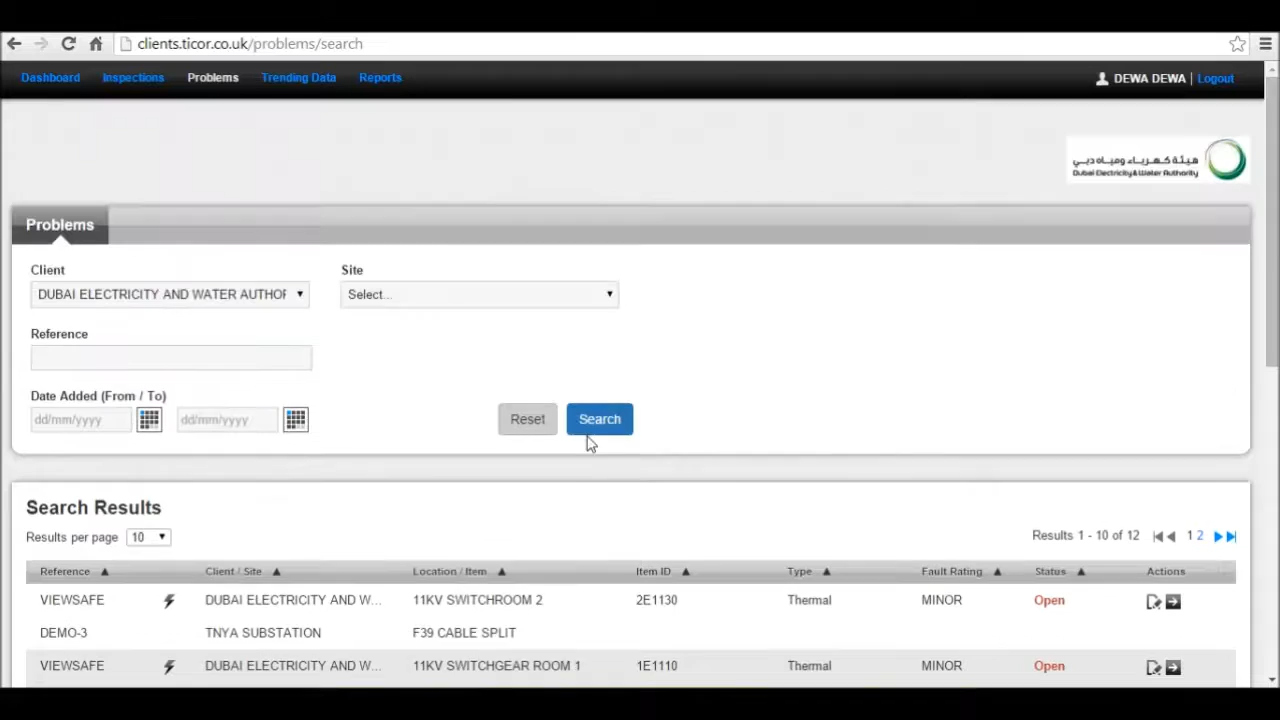 clients.ticor.co.uk/problems/search
Dashboard Inspections Problems Trending Data Reports DEWA DEWA | Logout
هيئة كهرباء ومياه دبي
Dubai Electricity & Water Authority
Problems
Client Site
DUBAI ELECTRICITY AND WATER AUTHOR Select...
Reference
Date Added (From / To)
dd/mm/yyyy dd/mm/yyyy Reset Search
Search Results
Results per page 10 Results 1 - 10 of 12 1 2
Reference Client / Site Location / Item Item ID Type Fault Rating Status Actions
VIEWSAFE DUBAI ELECTRICITY AND W... 11KV SWITCHROOM 2 2E1130 Thermal MINOR Open
DEMO-3 TNYA SUBSTATION F39 CABLE SPLIT
VIEWSAFE DUBAI ELECTRICITY AND W... 11KV SWITCHGEAR ROOM 1 1E1110 Thermal MINOR Open